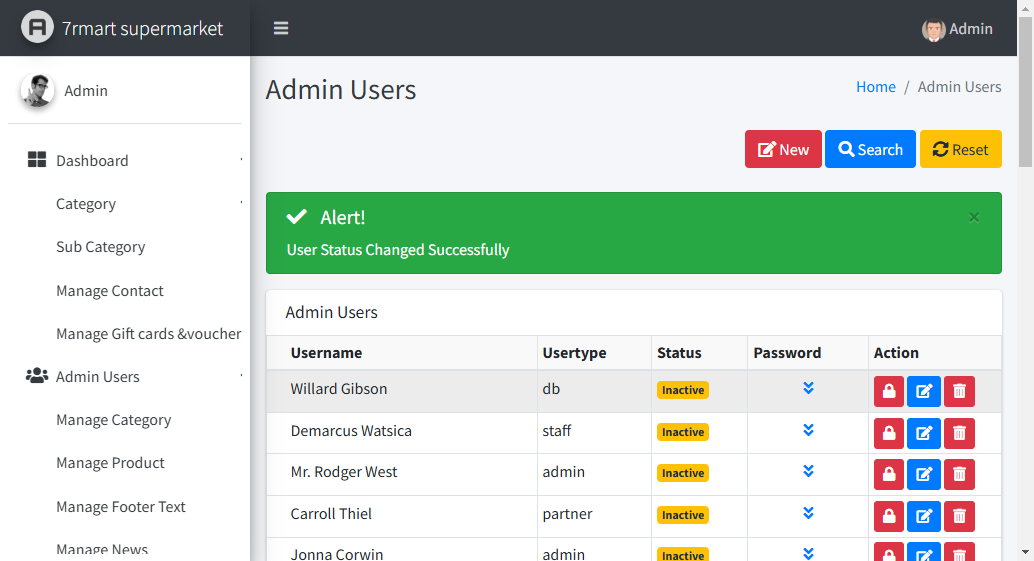 7rmart supermarket
Admin
Admin
Dashboard
Category
Sub Category
Manage Contact
Manage Gift cards &voucher
Admin Users
Manage Category
Manage Product
Manage Footer Text
Manage News
Admin Users
Home / Admin Users
New Search Reset
Alert! ×
User Status Changed Successfully
Admin Users
Username Usertype Status Password Action
Willard Gibson db Inactive
Demarcus Watsica staff Inactive
Mr. Rodger West admin Inactive
Carroll Thiel partner Inactive
Jonna Corwin admin Inactive